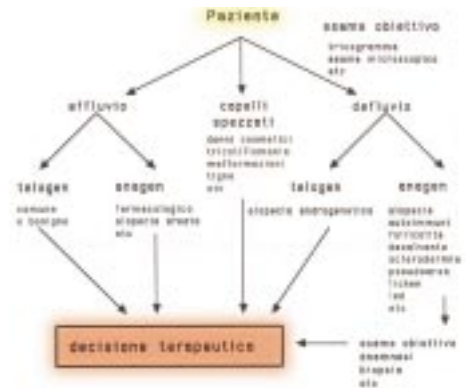 Paziente
esame obiettivo
tricogramma
esame microscopico
etc
effluvio
capelli
spezzati
defluvio
danni cosmetici
tricotillomania
malformazioni
tigna
etc
telogen
anagen
telogen
anagen
comune
o benigno
farmacologico
alopecia areata
etc
alopecia androgenetica
alopecia
autoimmuni
follicolite
decalvante
sclerodermia
pseudoarea
lichen
led
etc
decisione terapeutica
esame obiettivo
anamnesi
biopsia
etc